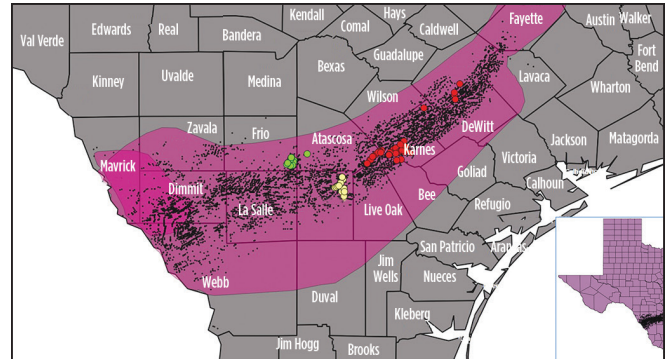 Val Verde
Edwards
Real
Bandera
Kendall
Comal
Hays
Caldwell
Fayette
Austin
Walker
Fort
Bend
Kinney
Uvalde
Medina
Bexas
Guadalupe
Wilson
Lavaca
Wharton
Zavala
Frio
Atascosa
Karnes
DeWitt
Jackson
Matagorda
Mavrick
Dimmit
La Salle
Live Oak
Bee
Goliad
Victoria
Calhoun
Refugio
Webb
Duval
Jim
Wells
San Patricio
Aransas
Nueces
Kleberg
Jim Hogg
Brooks